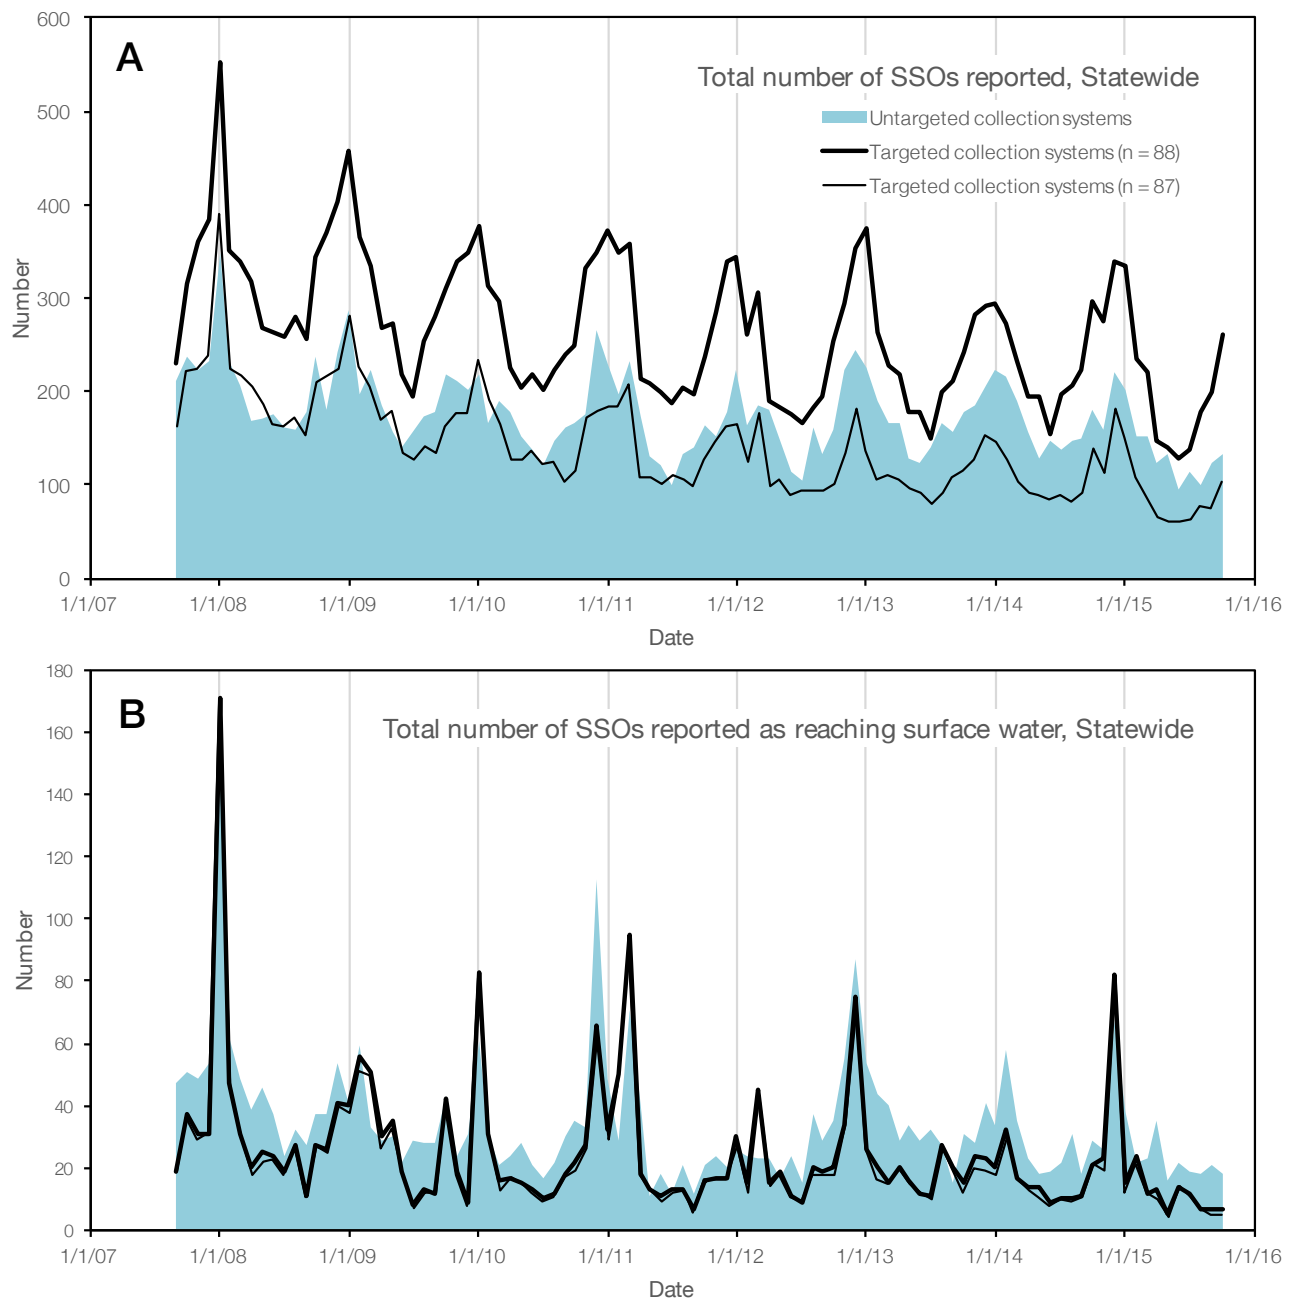 A
Total number of SSOs reported, Statewide
Untargeted collection systems
Targeted collection systems (n = 88)
Targeted collection systems (n = 87)
Number
600
500
400
300
200
100
0
1/1/07 1/1/08 1/1/09 1/1/10 1/1/11 1/1/12 1/1/13 1/1/14 1/1/15 1/1/16
Date
B
Total number of SSOs reported as reaching surface water, Statewide
Number
180
160
140
120
100
80
60
40
20
0
1/1/07 1/1/08 1/1/09 1/1/10 1/1/11 1/1/12 1/1/13 1/1/14 1/1/15 1/1/16
Date